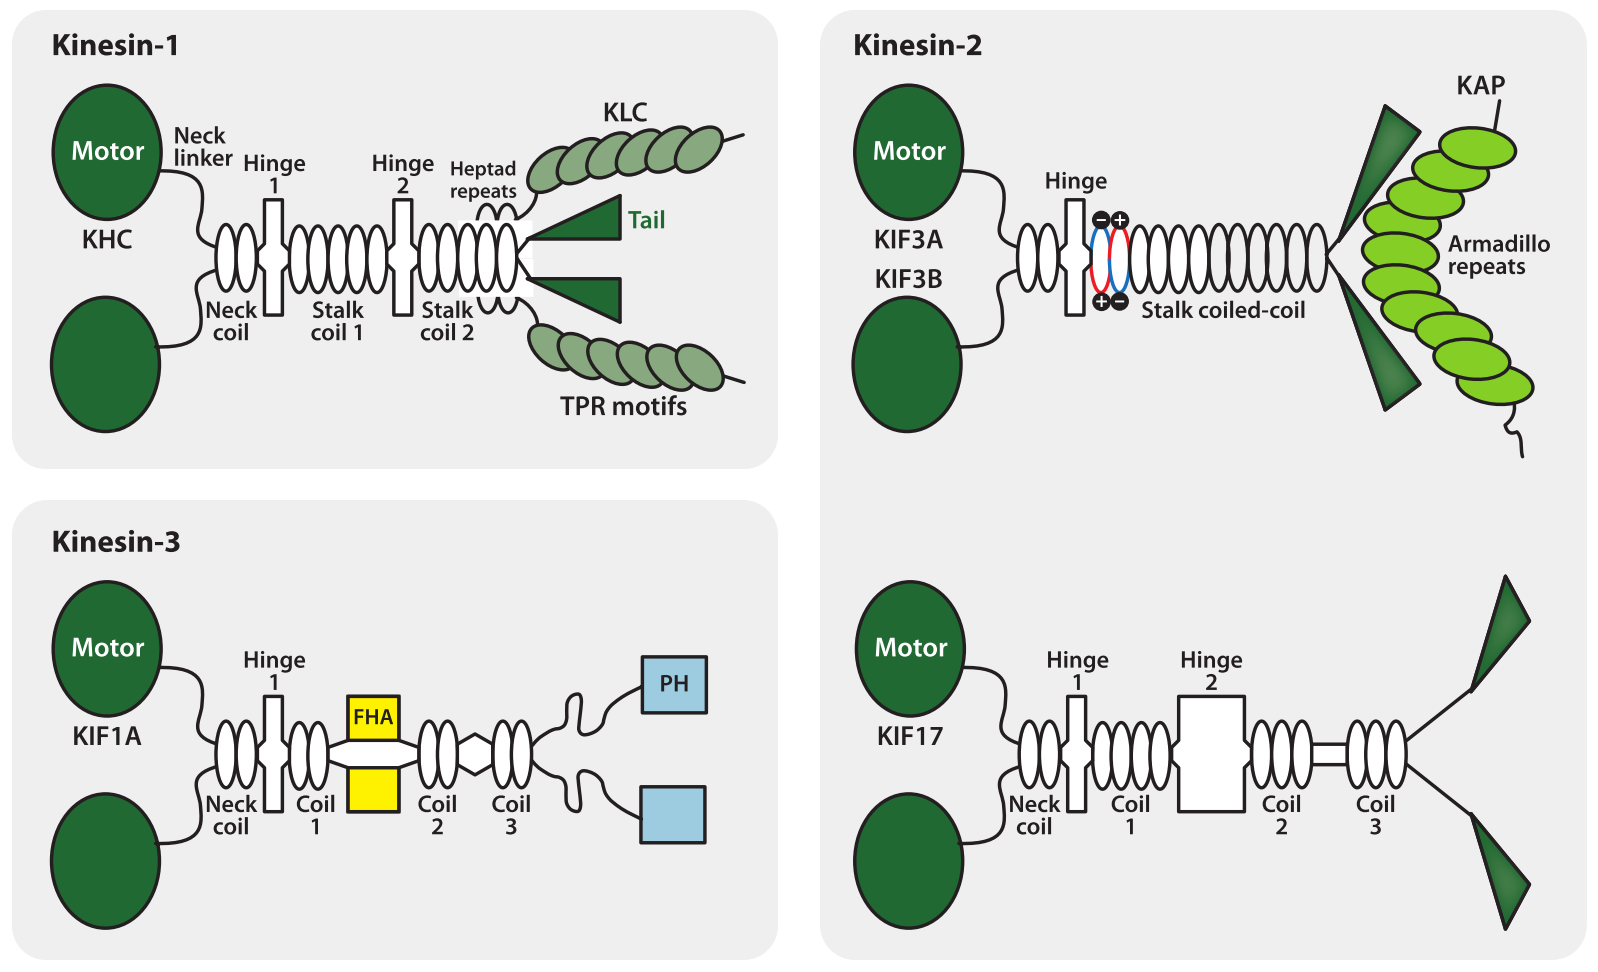 Kinesin-1
Motor
Neck
linker
Hinge
1
Hinge
2
Heptad
repeats
KLC
Tail
KHC
Neck
coil
Stalk
coil 1
Stalk
coil 2
TPR motifs
Kinesin-2
Motor
KIF3A
KIF3B
Hinge
− +
+ −
Stalk coiled-coil
KAP
Armadillo
repeats
Kinesin-3
Motor
KIF1A
Hinge
1
FHA
PH
Neck
coil
Coil
1
Coil
2
Coil
3
Motor
KIF17
Hinge
1
Hinge
2
Neck
coil
Coil
1
Coil
2
Coil
3